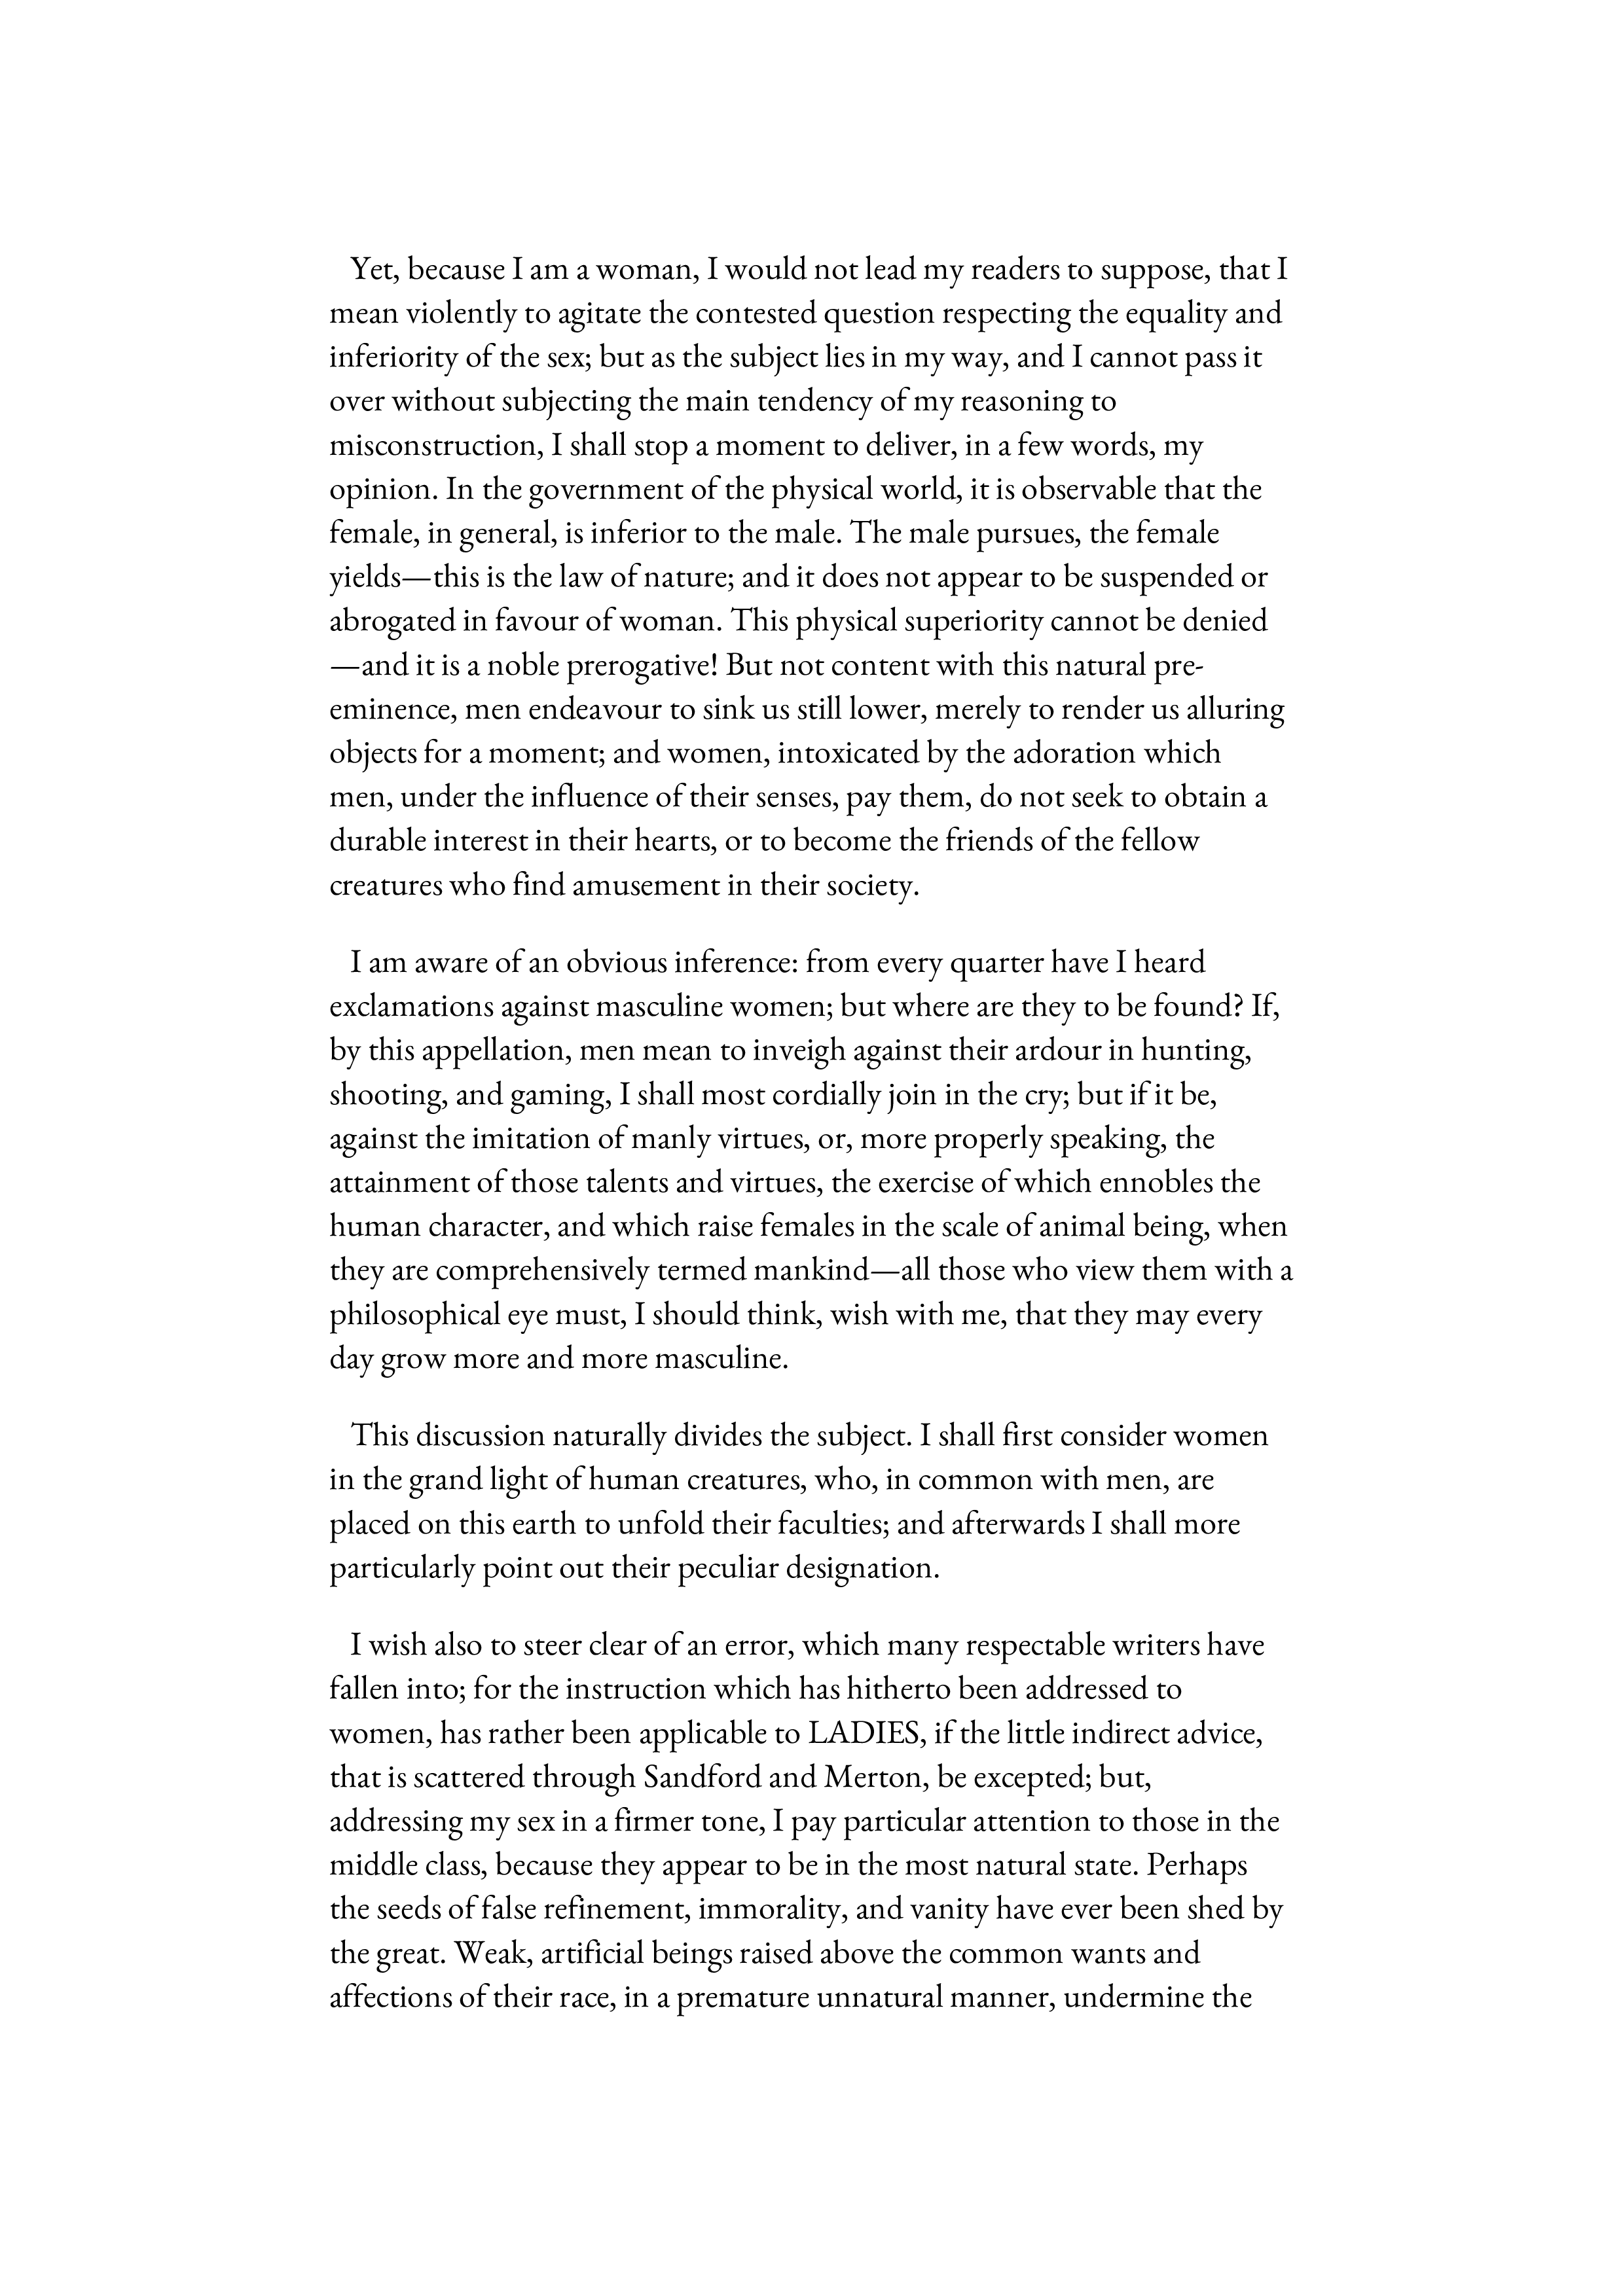 Yet, because I am a woman, I would not lead my readers to suppose, that I
mean violently to agitate the contested question respecting the equality and
inferiority of the sex; but as the subject lies in my way, and I cannot pass it
over without subjecting the main tendency of my reasoning to
misconstruction, I shall stop a moment to deliver, in a few words, my
opinion. In the government of the physical world, it is observable that the
female, in general, is inferior to the male. The male pursues, the female
yields—this is the law of nature; and it does not appear to be suspended or
abrogated in favour of woman. This physical superiority cannot be denied
—and it is a noble prerogative! But not content with this natural pre-
eminence, men endeavour to sink us still lower, merely to render us alluring
objects for a moment; and women, intoxicated by the adoration which
men, under the influence of their senses, pay them, do not seek to obtain a
durable interest in their hearts, or to become the friends of the fellow
creatures who find amusement in their society.
I am aware of an obvious inference: from every quarter have I heard
exclamations against masculine women; but where are they to be found? If,
by this appellation, men mean to inveigh against their ardour in hunting,
shooting, and gaming, I shall most cordially join in the cry; but if it be,
against the imitation of manly virtues, or, more properly speaking, the
attainment of those talents and virtues, the exercise of which ennobles the
human character, and which raise females in the scale of animal being, when
they are comprehensively termed mankind—all those who view them with a
philosophical eye must, I should think, wish with me, that they may every
day grow more and more masculine.
This discussion naturally divides the subject. I shall first consider women
in the grand light of human creatures, who, in common with men, are
placed on this earth to unfold their faculties; and afterwards I shall more
particularly point out their peculiar designation.
I wish also to steer clear of an error, which many respectable writers have
fallen into; for the instruction which has hitherto been addressed to
women, has rather been applicable to LADIES, if the little indirect advice,
that is scattered through Sandford and Merton, be excepted; but,
addressing my sex in a firmer tone, I pay particular attention to those in the
middle class, because they appear to be in the most natural state. Perhaps
the seeds of false refinement, immorality, and vanity have ever been shed by
the great. Weak, artificial beings raised above the common wants and
affections of their race, in a premature unnatural manner, undermine the